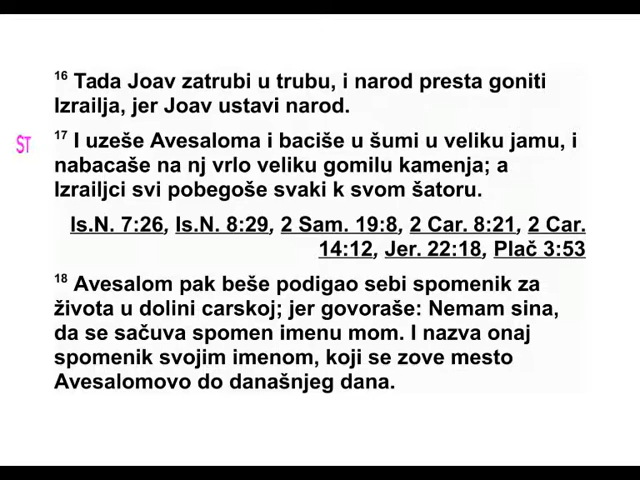 16 Tada Joav zatrubi u trubu, i narod presta goniti
Izrailja, jer Joav ustavi narod.
ST
17 I uzeše Avesaloma i baciše u šumi u veliku jamu, i
nabacaše na nj vrlo veliku gomilu kamenja; a
Izrailjci svi pobegoše svaki k svom šatoru.
Is.N. 7:26, Is.N. 8:29, 2 Sam. 19:8, 2 Car. 8:21, 2 Car.
14:12, Jer. 22:18, Plač 3:53
18 Avesalom pak beše podigao sebi spomenik za
života u dolini carskoj; jer govoraše: Nemam sina,
da se sačuva spomen imenu mom. I nazva onaj
spomenik svojim imenom, koji se zove mesto
Avesalomovo do današnjeg dana.